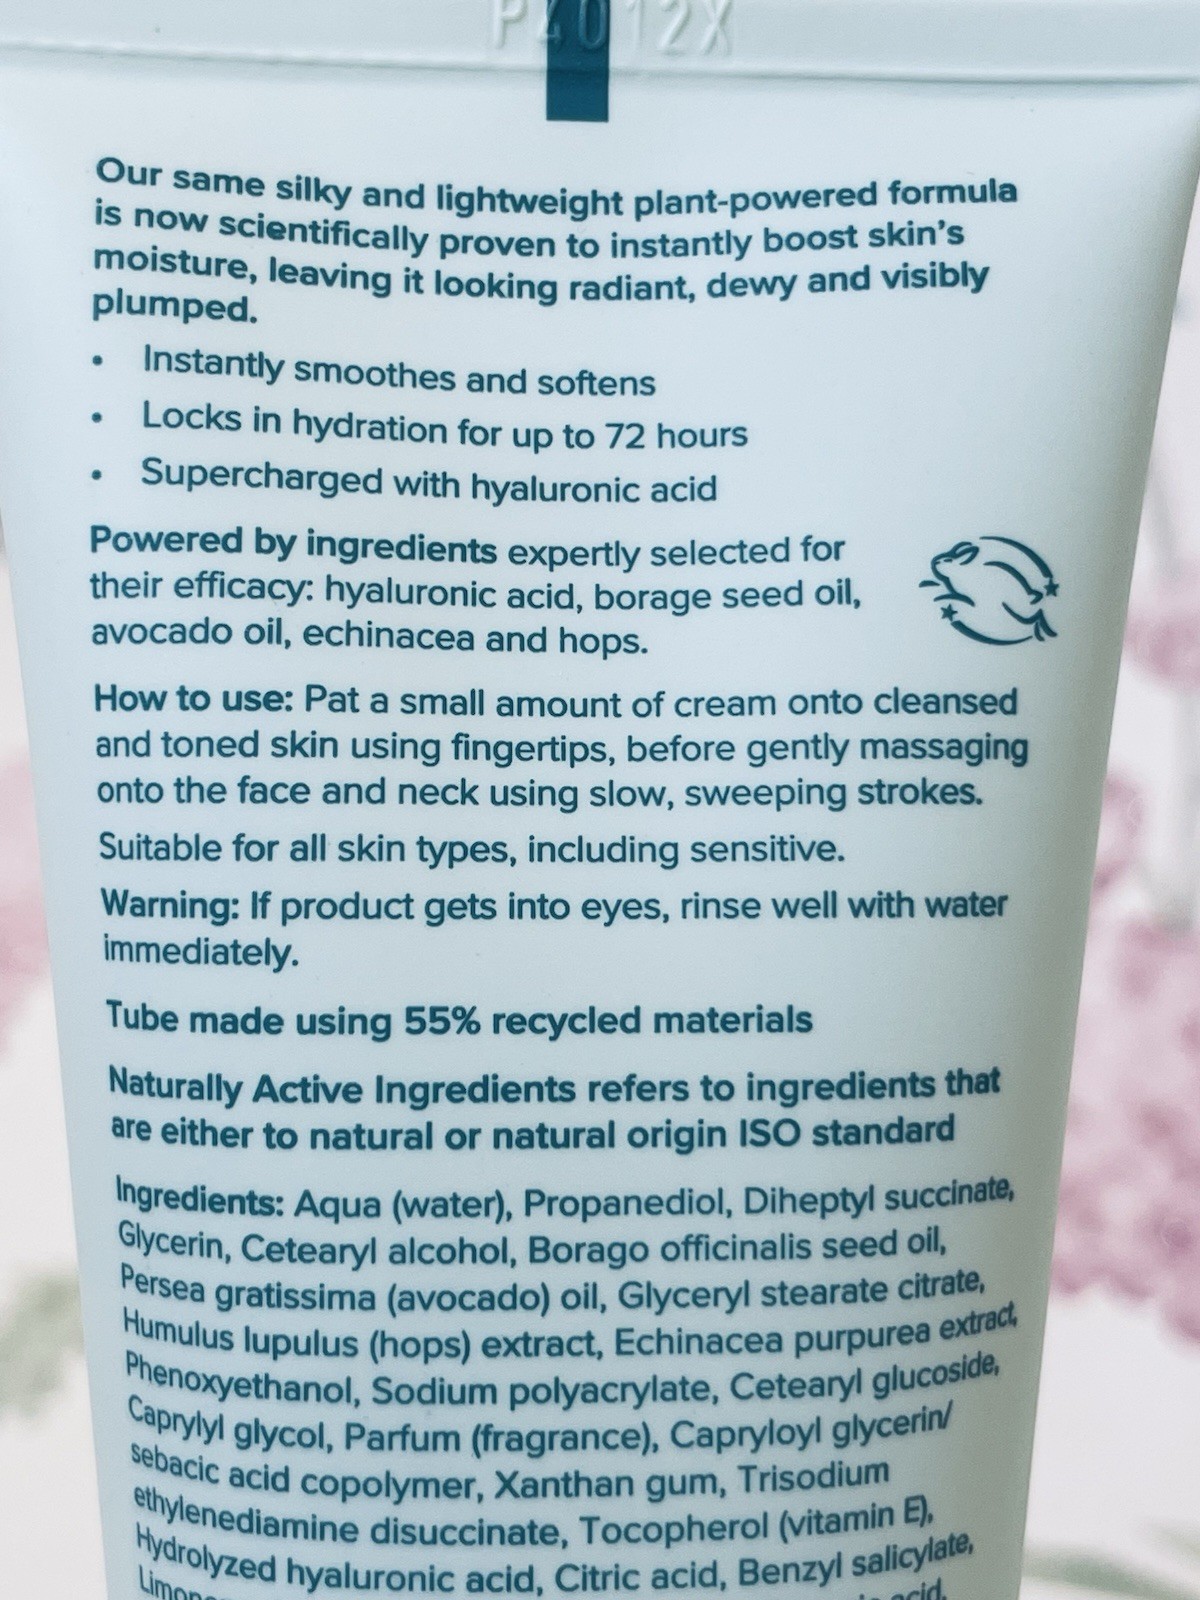 P4012X
Our same silky and lightweight plant-powered formula
is now scientifically proven to instantly boost skin's
moisture, leaving it looking radiant, dewy and visibly
plumped.
• Instantly smoothes and softens
• Locks in hydration for up to 72 hours
• Supercharged with hyaluronic acid
Powered by ingredients expertly selected for
their efficacy: hyaluronic acid, borage seed oil,
avocado oil, echinacea and hops.
How to use: Pat a small amount of cream onto cleansed
and toned skin using fingertips, before gently massaging
onto the face and neck using slow, sweeping strokes.
Suitable for all skin types, including sensitive.
Warning: If product gets into eyes, rinse well with water
immediately.
Tube made using 55% recycled materials
Naturally Active Ingredients refers to ingredients that
are either to natural or natural origin ISO standard
Ingredients: Aqua (water), Propanediol, Diheptyl succinate,
Glycerin, Cetearyl alcohol, Borago officinalis seed oil,
Persea gratissima (avocado) oil, Glyceryl stearate citrate,
Humulus lupulus (hops) extract, Echinacea purpurea extract,
Phenoxyethanol, Sodium polyacrylate, Cetearyl glucoside,
Caprylyl glycol, Parfum (fragrance), Capryloyl glycerin/
sebacic acid copolymer, Xanthan gum, Trisodium
ethylenediamine disuccinate, Tocopherol (vitamin E),
Hydrolyzed hyaluronic acid, Citric acid, Benzyl salicylate,
acid,